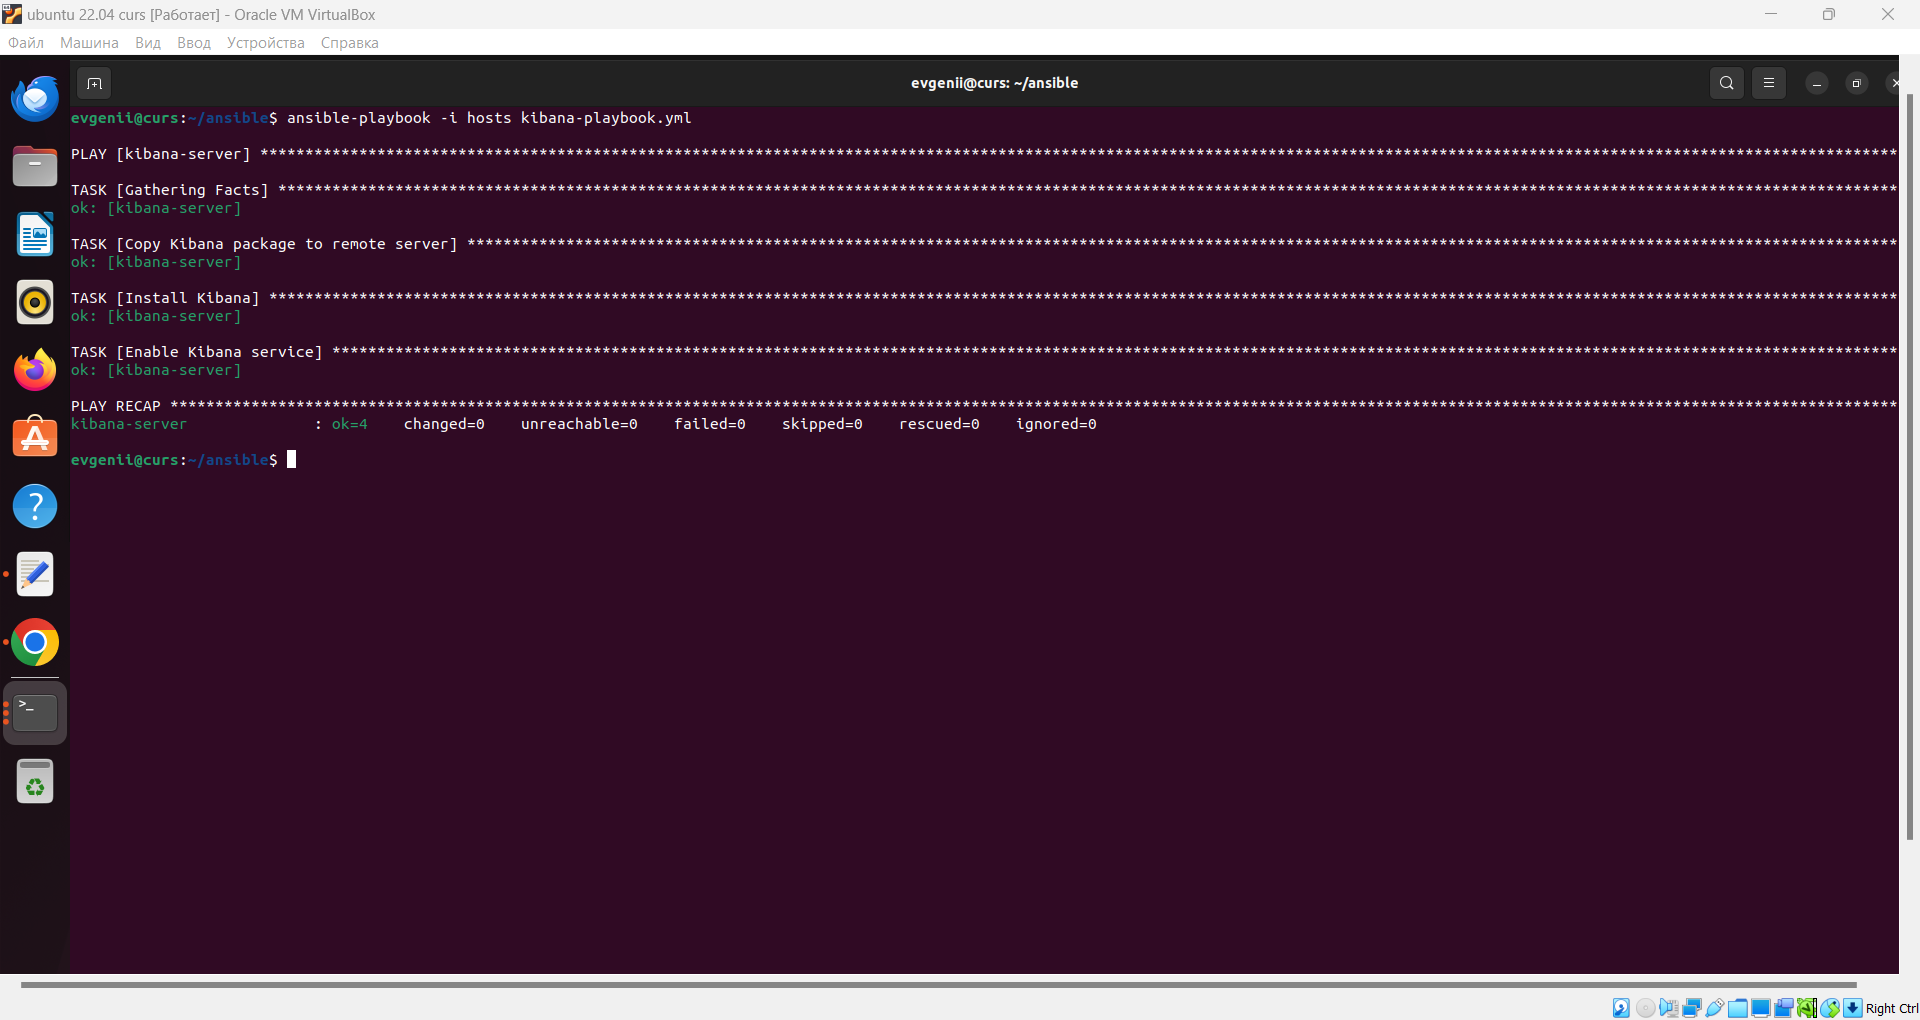 ubuntu 22.04 curs [Работает] - Oracle VM VirtualBox
Файл Машина Вид Ввод Устройства Справка
evgenii@curs: ~/ansible
evgenii@curs:~/ansible$ ansible-playbook -i hosts kibana-playbook.yml
PLAY [kibana-server] ************************************************************************************************************************************************************************************
TASK [Gathering Facts] **********************************************************************************************************************************************************************************
ok: [kibana-server]
TASK [Copy Kibana package to remote server] *************************************************************************************************************************************************************
ok: [kibana-server]
TASK [Install Kibana] ***********************************************************************************************************************************************************************************
ok: [kibana-server]
TASK [Enable Kibana service] ****************************************************************************************************************************************************************************
ok: [kibana-server]
PLAY RECAP **********************************************************************************************************************************************************************************************
kibana-server : ok=4 changed=0 unreachable=0 failed=0 skipped=0 rescued=0 ignored=0
evgenii@curs:~/ansible$
Right Ctrl